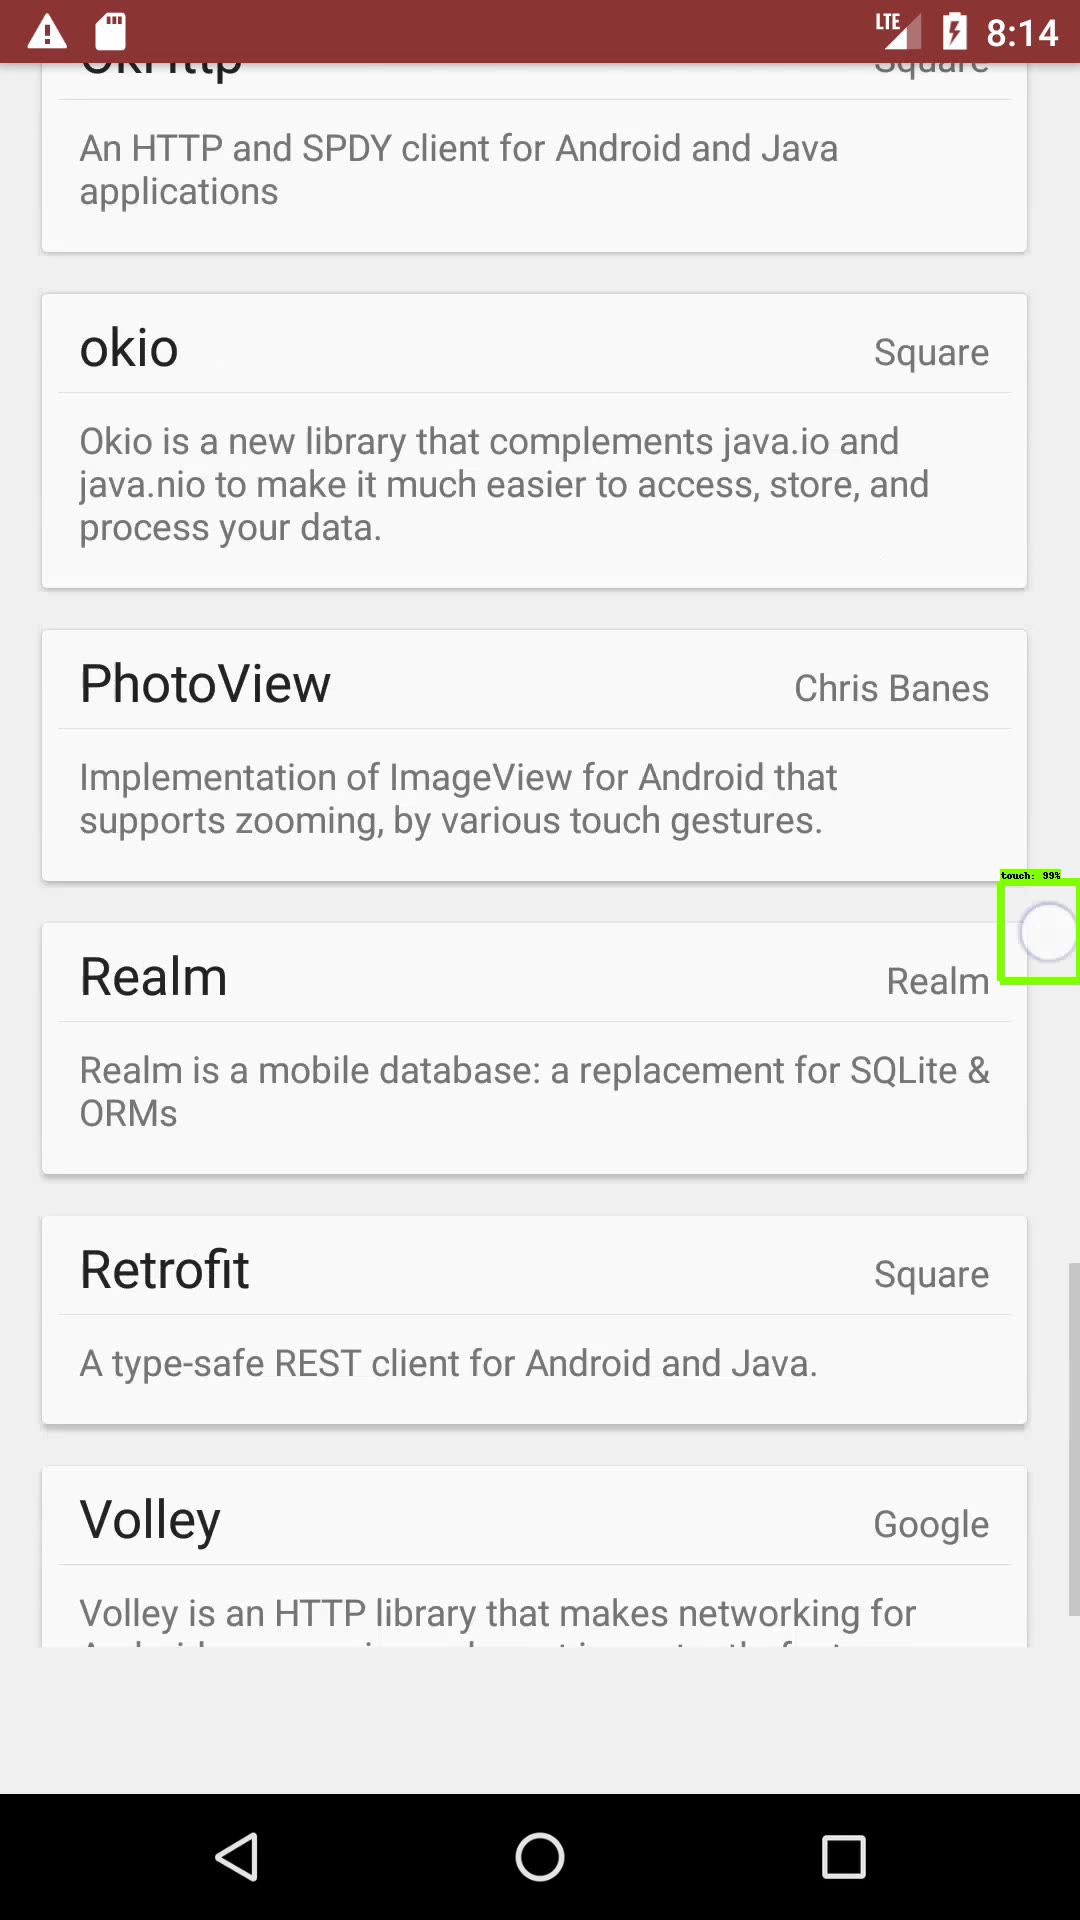 LTE 8:14
OkHttp Square
An HTTP and SPDY client for Android and Java
applications
okio Square
Okio is a new library that complements java.io and
java.nio to make it much easier to access, store, and
process your data.
PhotoView Chris Banes
Implementation of ImageView for Android that
supports zooming, by various touch gestures.
touch: 99%
Realm Realm
Realm is a mobile database: a replacement for SQLite &
ORMs
Retrofit Square
A type-safe REST client for Android and Java.
Volley Google
Volley is an HTTP library that makes networking for